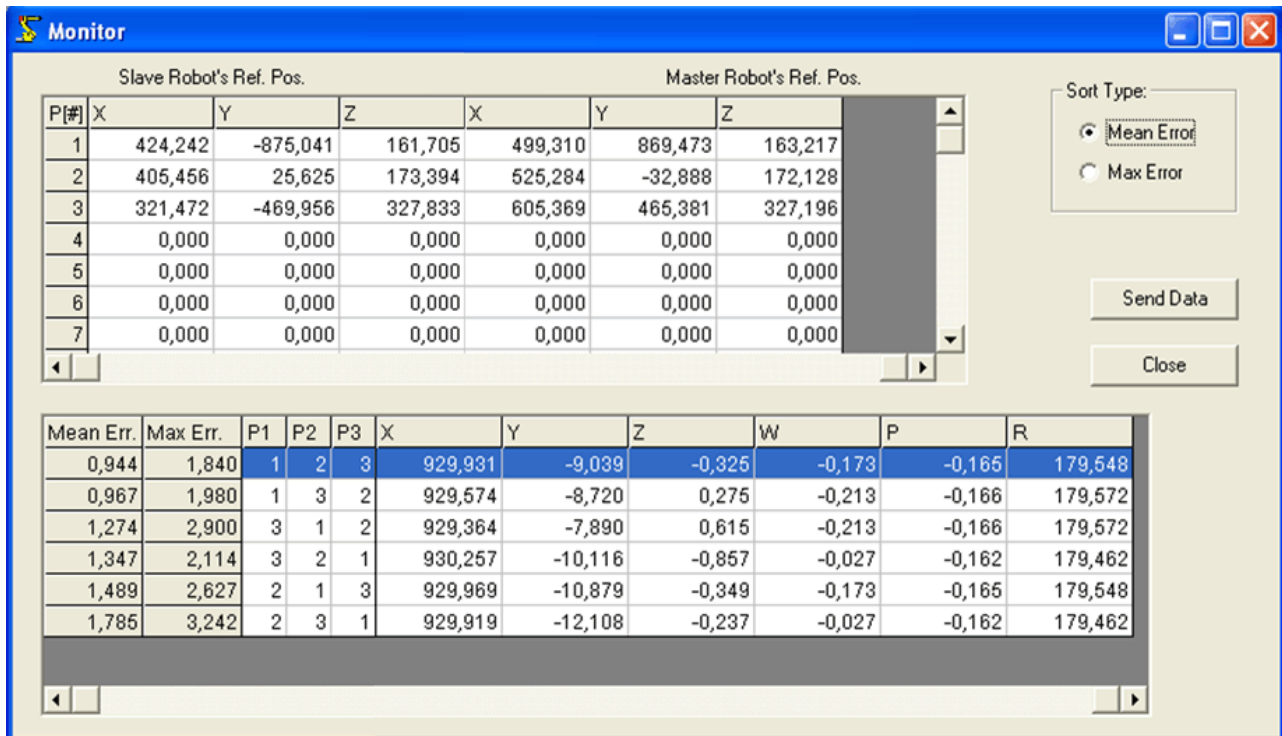 Monitor
Slave Robot's Ref. Pos. Master Robot's Ref. Pos.
P[#] X Y Z X Y Z
1 424,242 -875,041 161,705 499,310 869,473 163,217
2 405,456 25,625 173,394 525,284 -32,888 172,128
3 321,472 -469,956 327,833 605,369 465,381 327,196
4 0,000 0,000 0,000 0,000 0,000 0,000
5 0,000 0,000 0,000 0,000 0,000 0,000
6 0,000 0,000 0,000 0,000 0,000 0,000
7 0,000 0,000 0,000 0,000 0,000 0,000
Sort Type:
Mean Error
Max Error
Send Data
Close
Mean Err. Max Err. P1 P2 P3 X Y Z W P R
0,944 1,840 1 2 3 929,931 -9,039 -0,325 -0,173 -0,165 179,548
0,967 1,980 1 3 2 929,574 -8,720 0,275 -0,213 -0,166 179,572
1,274 2,900 3 1 2 929,364 -7,890 0,615 -0,213 -0,166 179,572
1,347 2,114 3 2 1 930,257 -10,116 -0,857 -0,027 -0,162 179,462
1,489 2,627 2 1 3 929,969 -10,879 -0,349 -0,173 -0,165 179,548
1,785 3,242 2 3 1 929,919 -12,108 -0,237 -0,027 -0,162 179,462